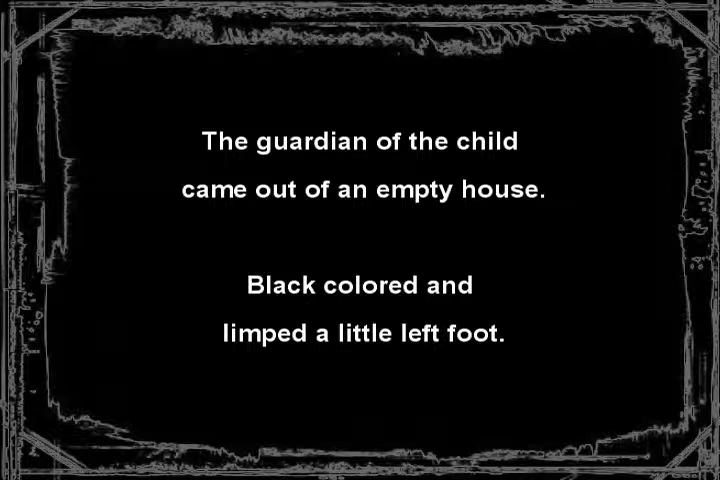 The guardian of the child
came out of an empty house.
Black colored and
limped a little left foot.